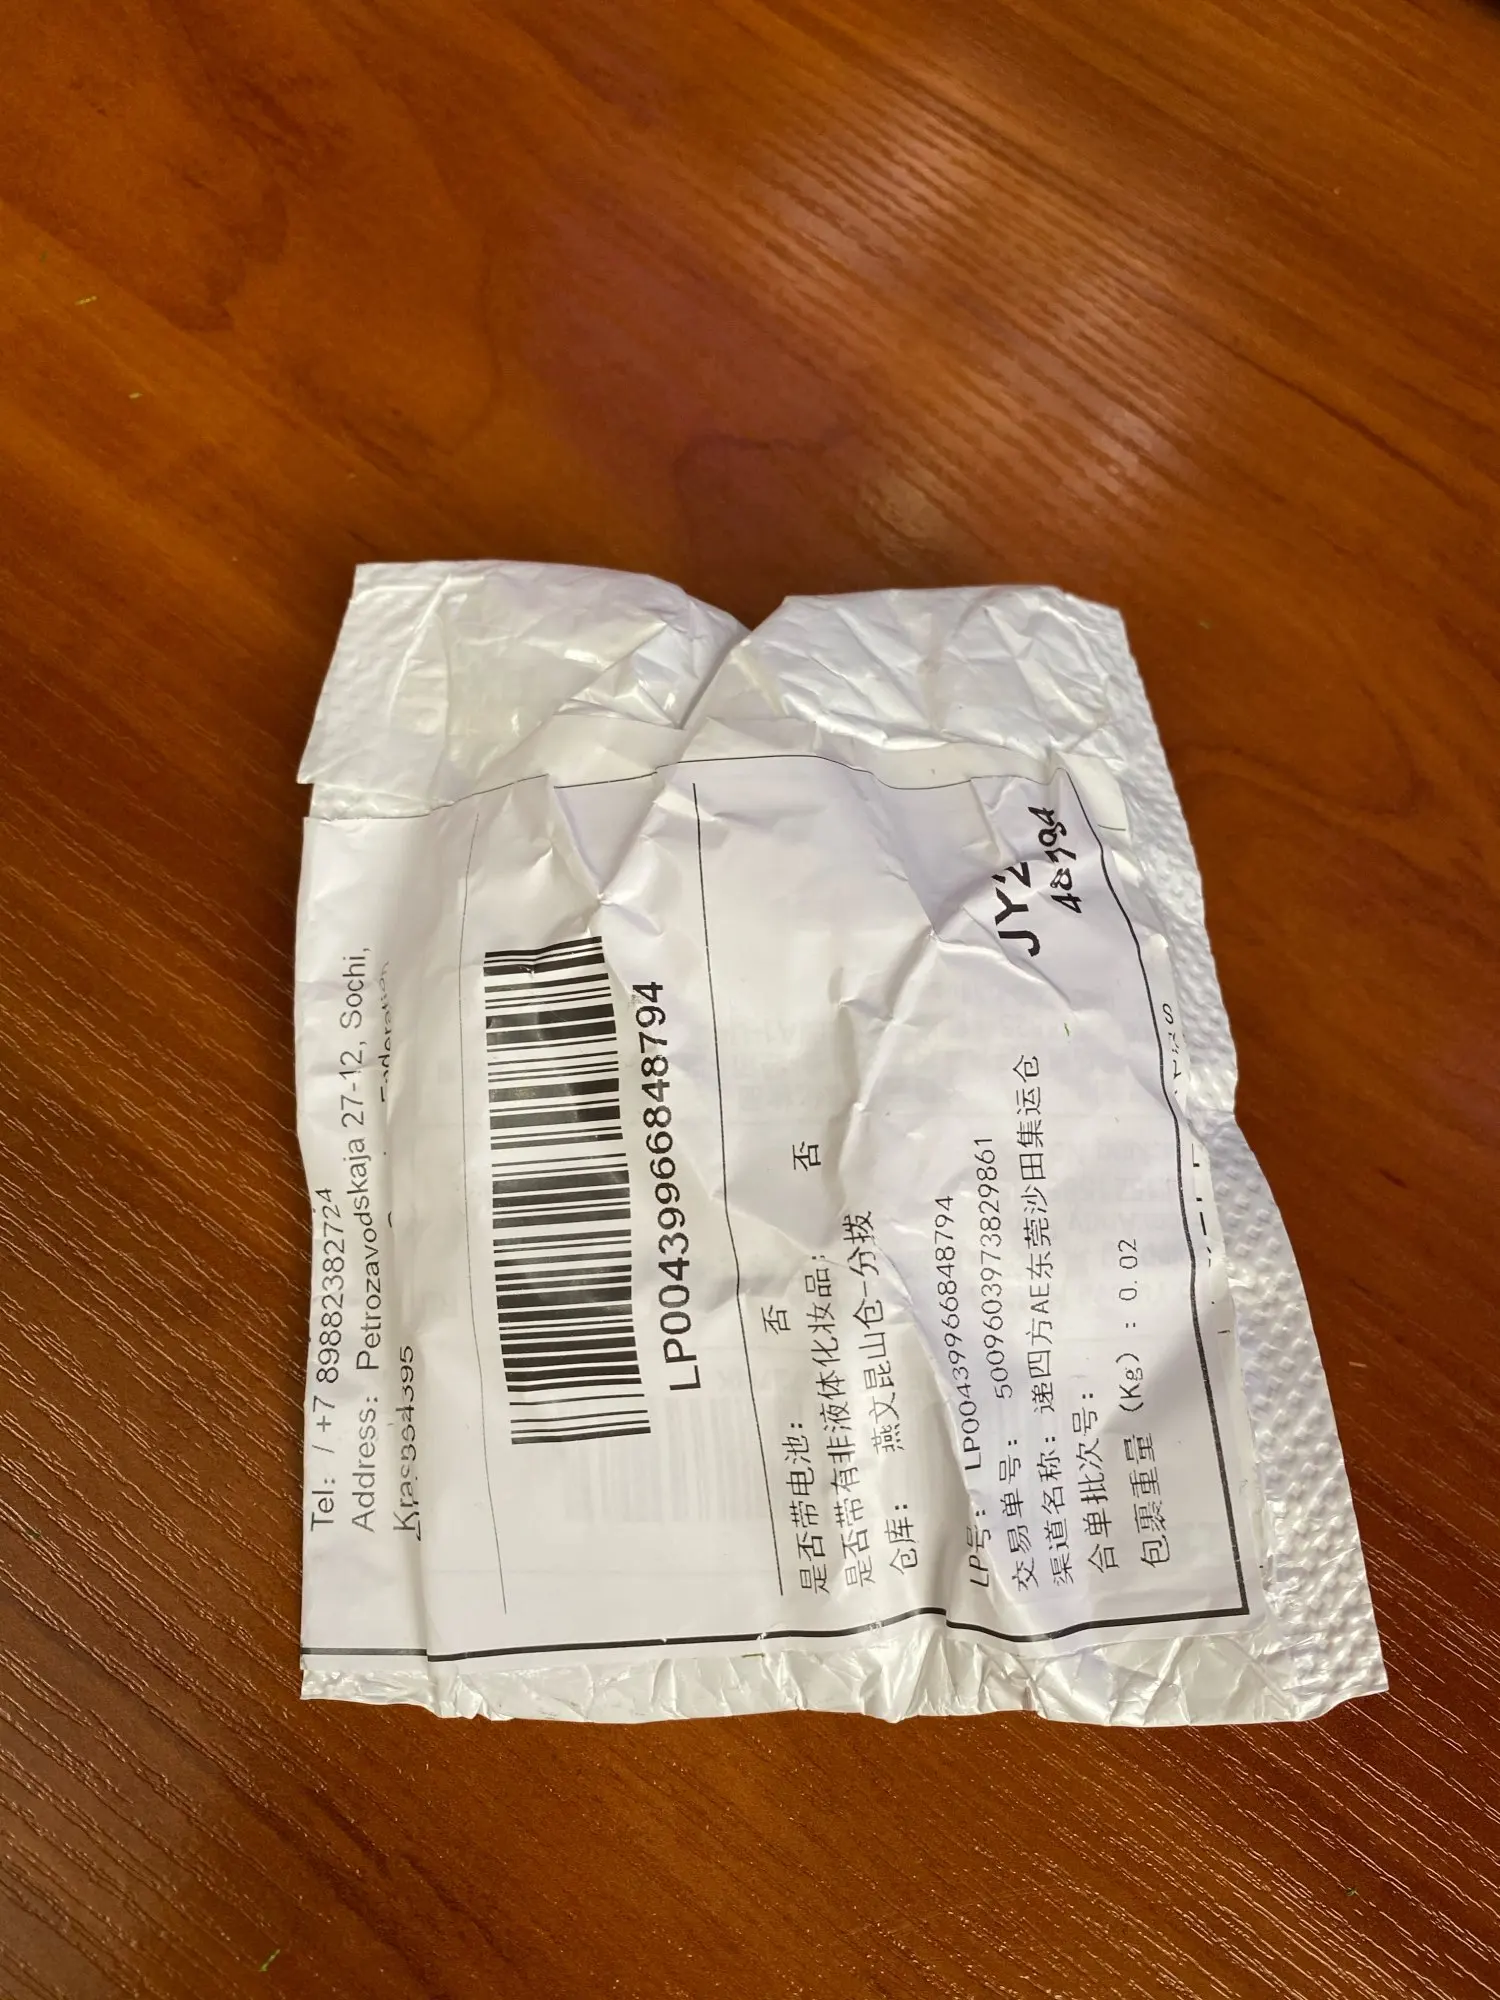 Tel: / +7 89882382724
Address: Petrozavodskaja 27-12, Sochi,
Federation
354395
LP00439966848794
是否带电池: 否
是否带有非液体化妆品: 否
仓库: 燕文昆山仓-分拨
LP号: LP00439966848794
交易单号: 5009603973829861
渠道名称: 递四方AE东莞沙田集运仓
合单批次号:
包裹重量 (Kg) : 0.02
JY2
48794